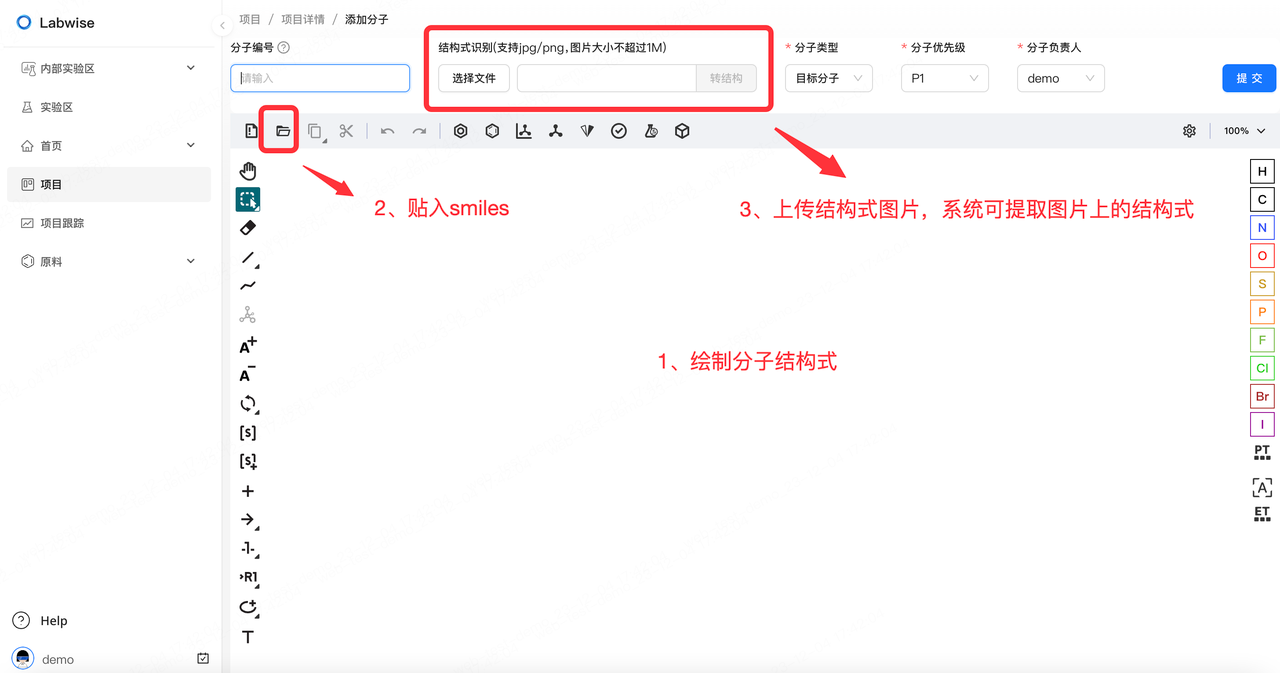 Labwise
项目 / 项目详情 / 添加分子
分子编号
请输入
结构式识别(支持jpg/png,图片大小不超过1M)
选择文件
转结构
* 分子类型
目标分子
* 分子优先级
P1
* 分子负责人
demo
提 交
内部实验区
实验区
首页
项目
项目跟踪
原料
100%
2、贴入smiles
3、上传结构式图片，系统可提取图片上的结构式
1、绘制分子结构式
A+
A-
[S]
[S]
R1
T
H
C
N
O
S
P
F
Cl
Br
I
PT
A
ET
Help
demo